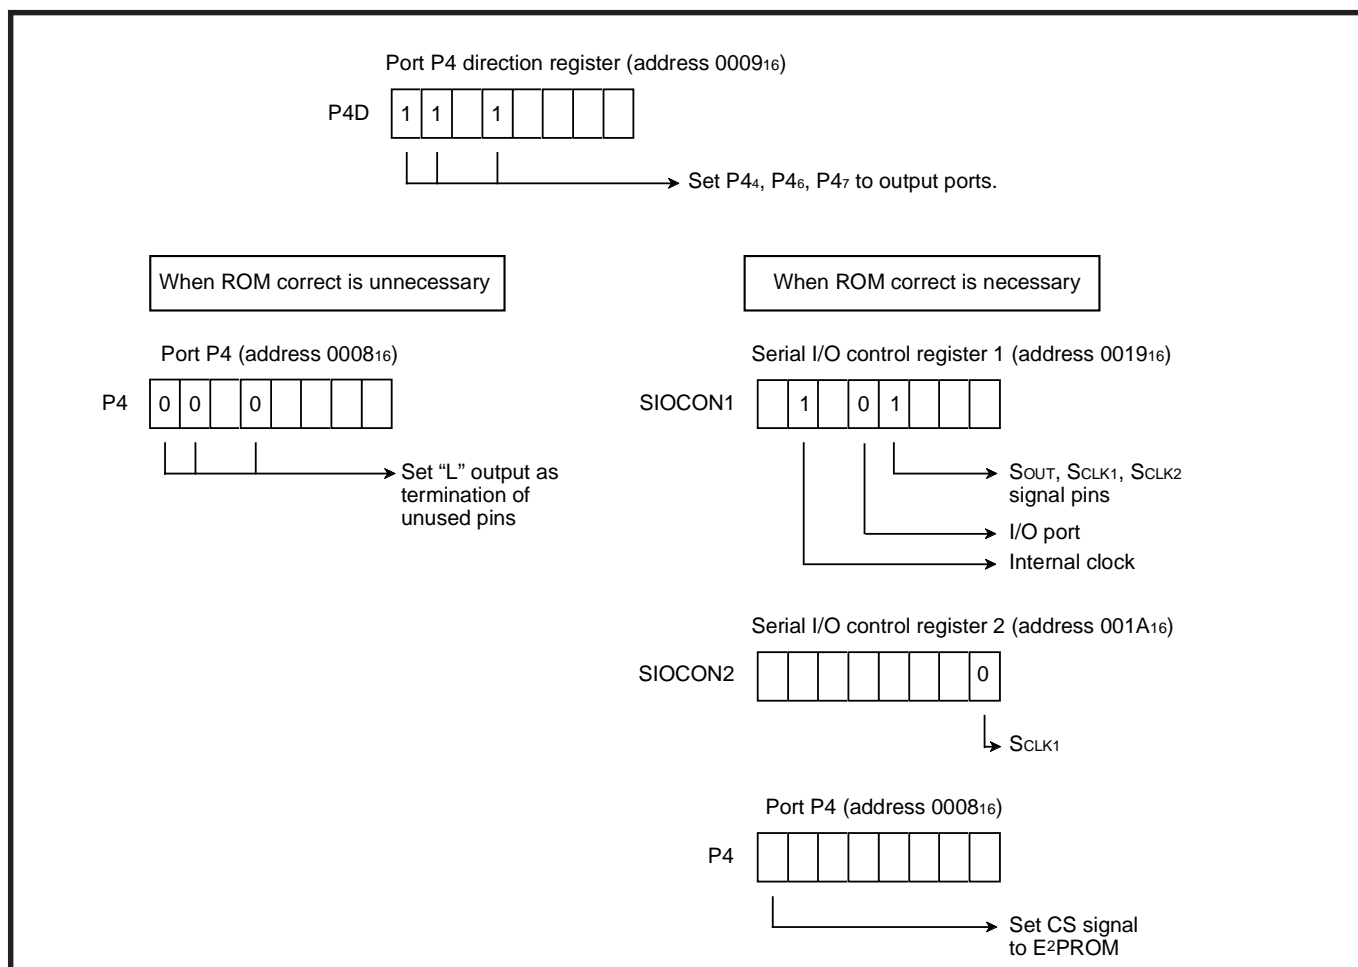 Port P4 direction register (address 0009₁₆)
P4D 1 1 1
Set P4₄, P4₆, P4₇ to output ports.
When ROM correct is unnecessary
Port P4 (address 0008₁₆)
P4 0 0 0
Set “L” output as
termination of
unused pins
When ROM correct is necessary
Serial I/O control register 1 (address 0019₁₆)
SIOCON1 1 0 1
SOUT, SCLK1, SCLK2
signal pins
I/O port
Internal clock
Serial I/O control register 2 (address 001A₁₆)
SIOCON2 0
SCLK1
Port P4 (address 0008₁₆)
P4
Set CS signal
to E²PROM